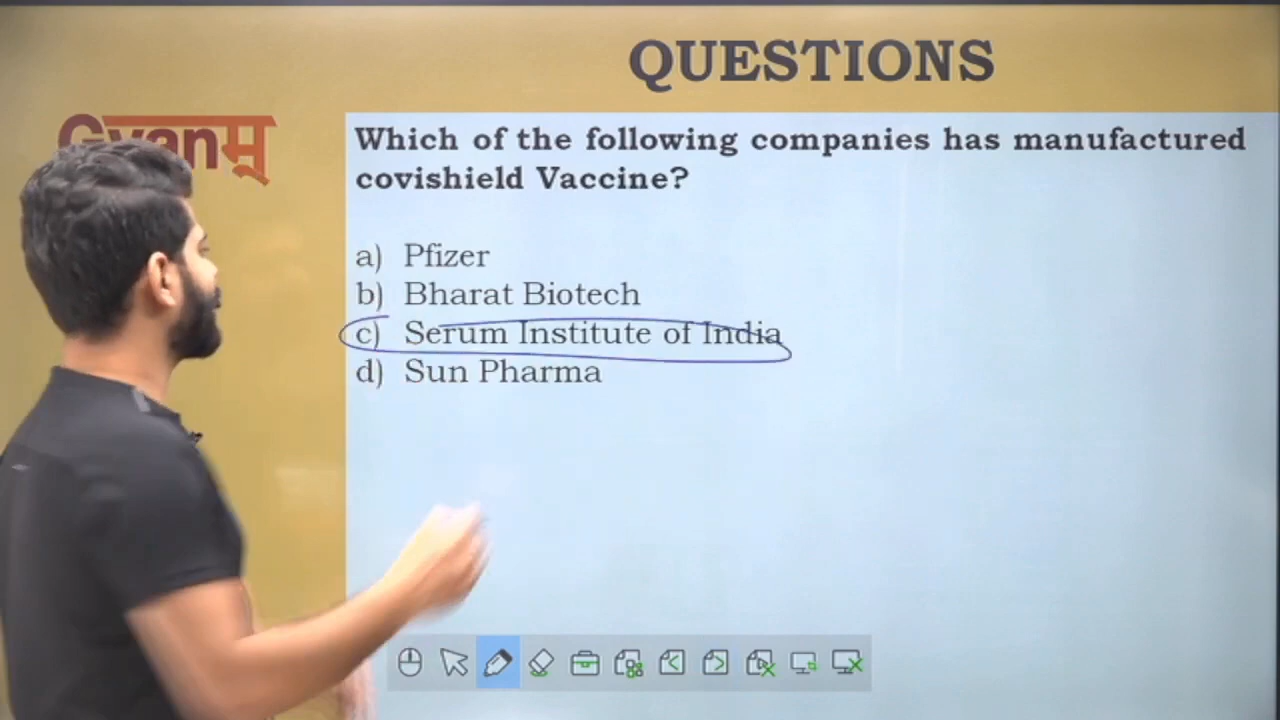 QUESTIONS
Gyanम्
Which of the following companies has manufactured
covishield Vaccine?
a) Pfizer
b) Bharat Biotech
c) Serum Institute of India
d) Sun Pharma